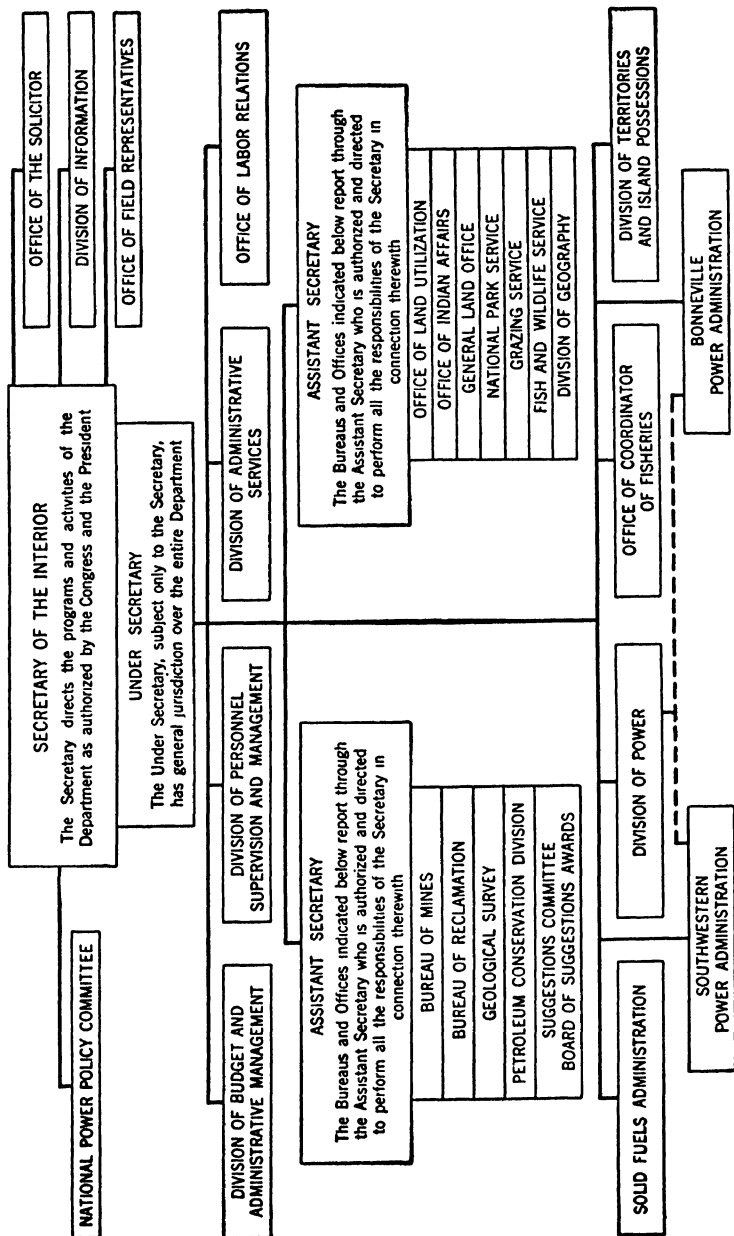 SECRETARY OF THE INTERIOR
The Secretary directs the programs and activities of the
Department as authorized by the Congress and the President
NATIONAL POWER POLICY COMMITTEE
OFFICE OF THE SOLICITOR
DIVISION OF INFORMATION
OFFICE OF FIELD REPRESENTATIVES
UNDER SECRETARY
The Under Secretary, subject only to the Secretary,
has general jurisdiction over the entire Department
DIVISION OF BUDGET AND
ADMINISTRATIVE MANAGEMENT
DIVISION OF PERSONNEL
SUPERVISION AND MANAGEMENT
DIVISION OF ADMINISTRATIVE
SERVICES
OFFICE OF LABOR RELATIONS
ASSISTANT SECRETARY
The Bureaus and Offices indicated below report through
the Assistant Secretary who is authorized and directed
to perform all the responsibilities of the Secretary in
connection therewith
BUREAU OF MINES
BUREAU OF RECLAMATION
GEOLOGICAL SURVEY
PETROLEUM CONSERVATION DIVISION
SUGGESTIONS COMMITTEE
BOARD OF SUGGESTIONS AWARDS
ASSISTANT SECRETARY
The Bureaus and Offices indicated below report through
the Assistant Secretary who is authorized and directed
to perform all the responsibilities of the Secretary in
connection therewith
OFFICE OF LAND UTILIZATION
OFFICE OF INDIAN AFFAIRS
GENERAL LAND OFFICE
NATIONAL PARK SERVICE
GRAZING SERVICE
FISH AND WILDLIFE SERVICE
DIVISION OF GEOGRAPHY
SOLID FUELS ADMINISTRATION
DIVISION OF POWER
OFFICE OF COORDINATOR
OF FISHERIES
DIVISION OF TERRITORIES
AND ISLAND POSSESSIONS
SOUTHWESTERN
POWER ADMINISTRATION
BONNEVILLE
POWER ADMINISTRATION